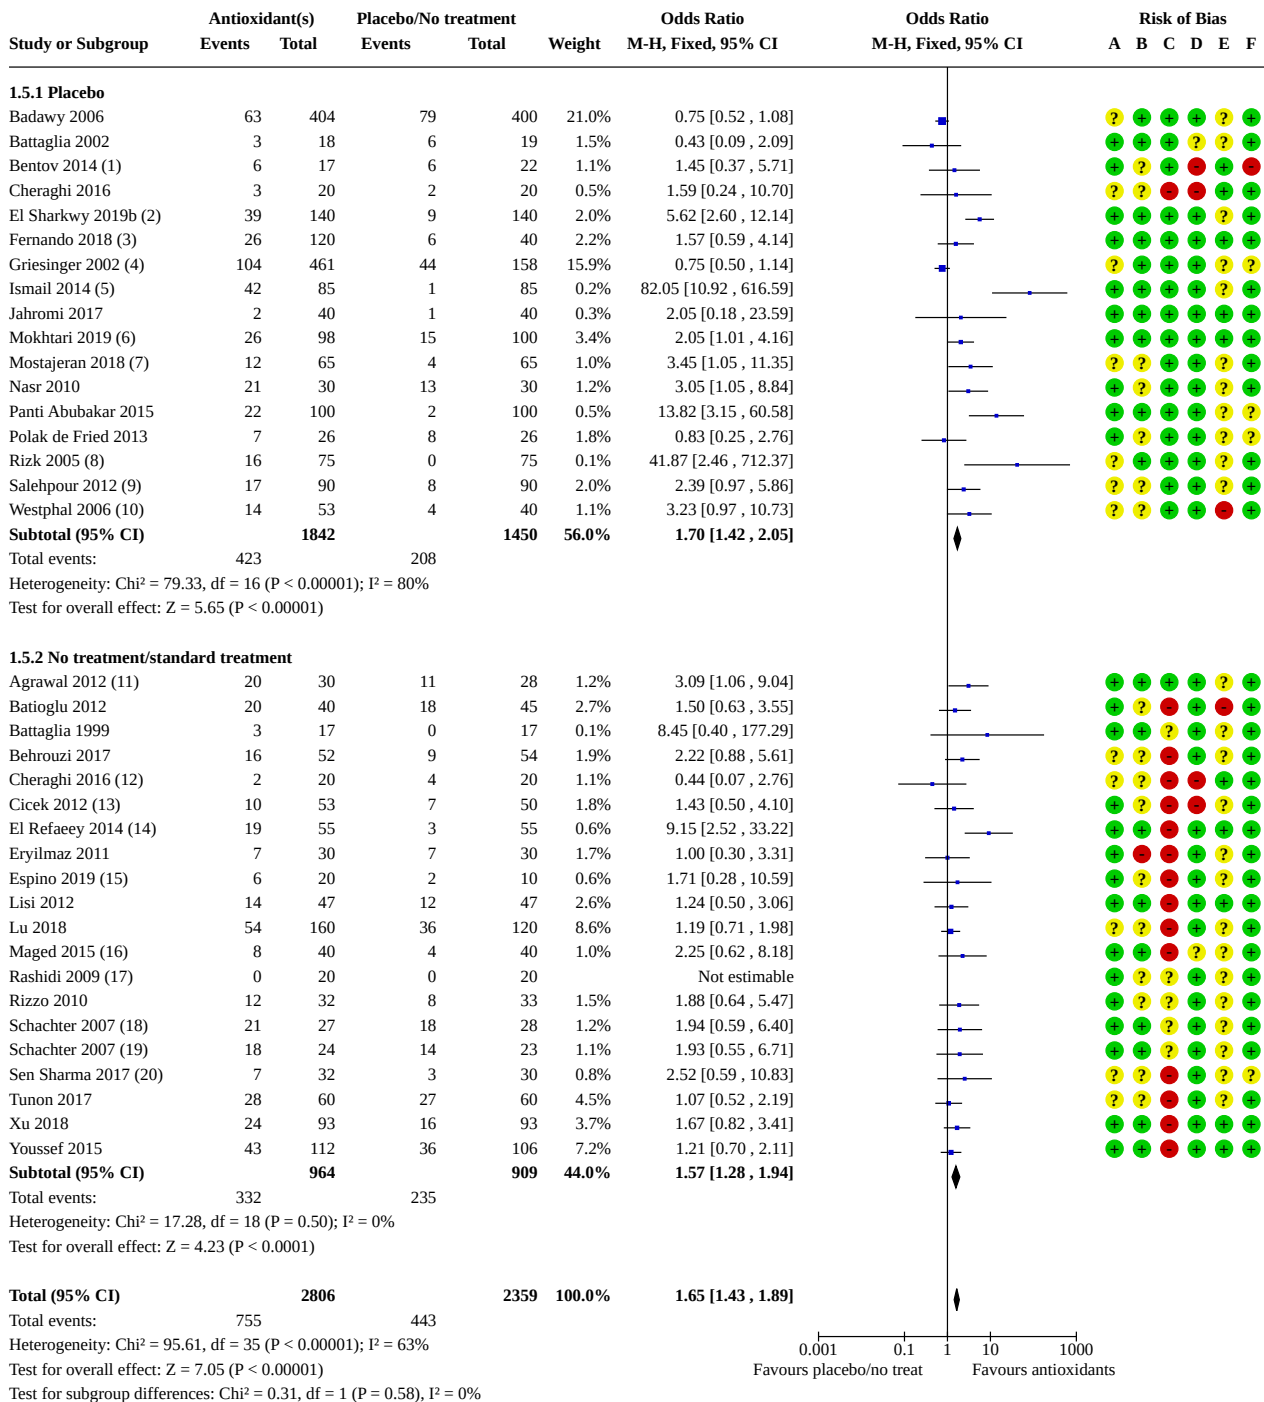 Antioxidant(s) Placebo/No treatment Odds Ratio Odds Ratio Risk of Bias
Study or Subgroup Events Total Events Total Weight M-H, Fixed, 95% CI M-H, Fixed, 95% CI A B C D E F
1.5.1 Placebo
Badawy 2006 63 404 79 400 21.0% 0.75 [0.52 , 1.08] ? + + + ? +
Battaglia 2002 3 18 6 19 1.5% 0.43 [0.09 , 2.09] + + + ? ? +
Bentov 2014 (1) 6 17 6 22 1.1% 1.45 [0.37 , 5.71] + ? + - + -
Cheraghi 2016 3 20 2 20 0.5% 1.59 [0.24 , 10.70] ? ? - - + +
El Sharkwy 2019b (2) 39 140 9 140 2.0% 5.62 [2.60 , 12.14] + + + + ? +
Fernando 2018 (3) 26 120 6 40 2.2% 1.57 [0.59 , 4.14] + + + + + +
Griesinger 2002 (4) 104 461 44 158 15.9% 0.75 [0.50 , 1.14] ? + + + ? ?
Ismail 2014 (5) 42 85 1 85 0.2% 82.05 [10.92 , 616.59] + + + + ? +
Jahromi 2017 2 40 1 40 0.3% 2.05 [0.18 , 23.59] + + + + + +
Mokhtari 2019 (6) 26 98 15 100 3.4% 2.05 [1.01 , 4.16] + + + + + +
Mostajeran 2018 (7) 12 65 4 65 1.0% 3.45 [1.05 , 11.35] ? ? + + ? +
Nasr 2010 21 30 13 30 1.2% 3.05 [1.05 , 8.84] + ? + + ? +
Panti Abubakar 2015 22 100 2 100 0.5% 13.82 [3.15 , 60.58] + + + + ? ?
Polak de Fried 2013 7 26 8 26 1.8% 0.83 [0.25 , 2.76] + ? + + ? ?
Rizk 2005 (8) 16 75 0 75 0.1% 41.87 [2.46 , 712.37] ? + + + ? +
Salehpour 2012 (9) 17 90 8 90 2.0% 2.39 [0.97 , 5.86] ? ? + + ? +
Westphal 2006 (10) 14 53 4 40 1.1% 3.23 [0.97 , 10.73] ? ? + + - +
Subtotal (95% CI) 1842 1450 56.0% 1.70 [1.42 , 2.05]
Total events: 423 208
Heterogeneity: Chi² = 79.33, df = 16 (P < 0.00001); I² = 80%
Test for overall effect: Z = 5.65 (P < 0.00001)
1.5.2 No treatment/standard treatment
Agrawal 2012 (11) 20 30 11 28 1.2% 3.09 [1.06 , 9.04] + + + + ? +
Batioglu 2012 20 40 18 45 2.7% 1.50 [0.63 , 3.55] + ? - + - +
Battaglia 1999 3 17 0 17 0.1% 8.45 [0.40 , 177.29] + + ? + ? +
Behrouzi 2017 16 52 9 54 1.9% 2.22 [0.88 , 5.61] ? ? - + + +
Cheraghi 2016 (12) 2 20 4 20 1.1% 0.44 [0.07 , 2.76] ? ? - - + +
Cicek 2012 (13) 10 53 7 50 1.8% 1.43 [0.50 , 4.10] + ? - - ? +
El Refaeey 2014 (14) 19 55 3 55 0.6% 9.15 [2.52 , 33.22] + + - + + +
Eryilmaz 2011 7 30 7 30 1.7% 1.00 [0.30 , 3.31] + - - + ? +
Espino 2019 (15) 6 20 2 10 0.6% 1.71 [0.28 , 10.59] + ? - + ? +
Lisi 2012 14 47 12 47 2.6% 1.24 [0.50 , 3.06] + + - + + +
Lu 2018 54 160 36 120 8.6% 1.19 [0.71 , 1.98] ? ? - + ? +
Maged 2015 (16) 8 40 4 40 1.0% 2.25 [0.62 , 8.18] + + - ? ? +
Rashidi 2009 (17) 0 20 0 20 Not estimable + ? ? + ? +
Rizzo 2010 12 32 8 33 1.5% 1.88 [0.64 , 5.47] + ? ? + ? +
Schachter 2007 (18) 21 27 18 28 1.2% 1.94 [0.59 , 6.40] + + ? + ? +
Schachter 2007 (19) 18 24 14 23 1.1% 1.93 [0.55 , 6.71] + + ? + ? +
Sen Sharma 2017 (20) 7 32 3 30 0.8% 2.52 [0.59 , 10.83] ? ? - + ? ?
Tunon 2017 28 60 27 60 4.5% 1.07 [0.52 , 2.19] ? ? - + ? +
Xu 2018 24 93 16 93 3.7% 1.67 [0.82 , 3.41] + + - + + +
Youssef 2015 43 112 36 106 7.2% 1.21 [0.70 , 2.11] + + - + + +
Subtotal (95% CI) 964 909 44.0% 1.57 [1.28 , 1.94]
Total events: 332 235
Heterogeneity: Chi² = 17.28, df = 18 (P = 0.50); I² = 0%
Test for overall effect: Z = 4.23 (P < 0.0001)
Total (95% CI) 2806 2359 100.0% 1.65 [1.43 , 1.89]
Total events: 755 443
Heterogeneity: Chi² = 95.61, df = 35 (P < 0.00001); I² = 63% 0.001 0.1 1 10 1000
Test for overall effect: Z = 7.05 (P < 0.00001) Favours placebo/no treat Favours antioxidants
Test for subgroup differences: Chi² = 0.31, df = 1 (P = 0.58), I² = 0%